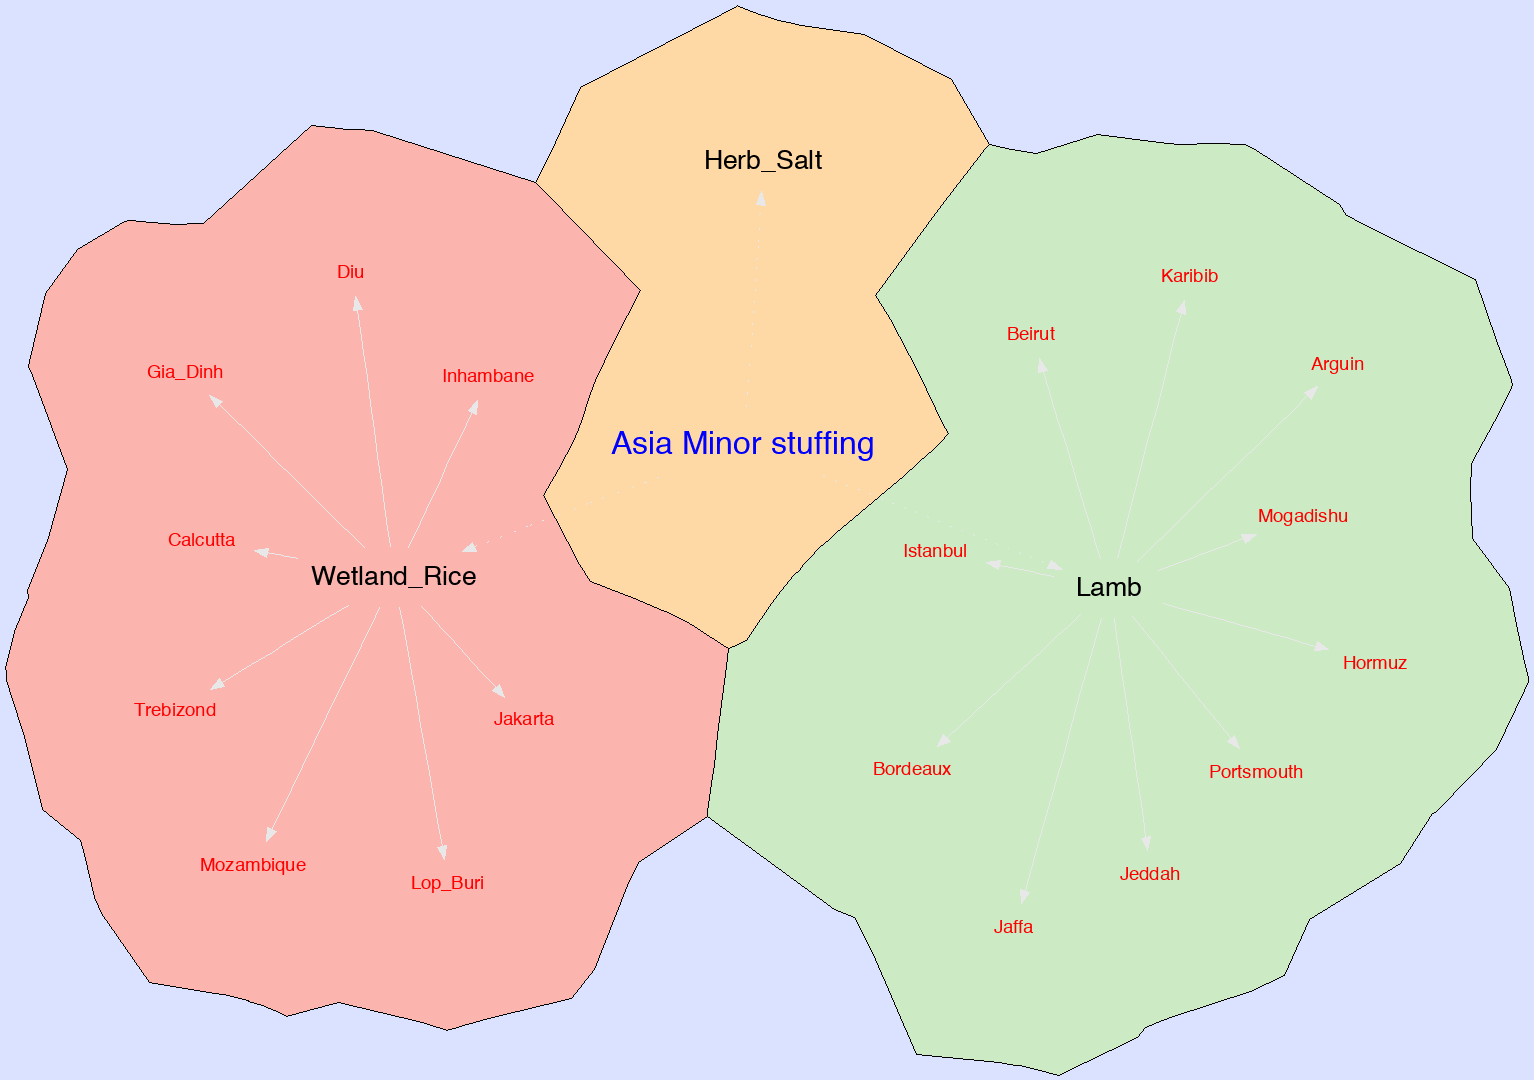 Herb_Salt
Asia Minor stuffing
Diu
Gia_Dinh
Inhambane
Calcutta
Wetland_Rice
Trebizond
Jakarta
Mozambique
Lop_Buri
Karibib
Beirut
Arguin
Mogadishu
Istanbul
Lamb
Hormuz
Bordeaux
Portsmouth
Jeddah
Jaffa